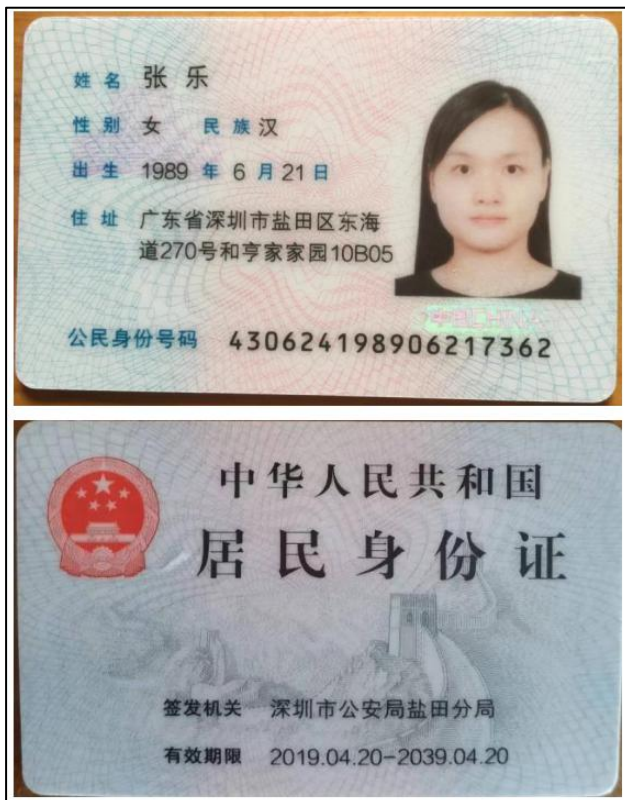 姓名 张乐
性别 女 民族 汉
出生 1989 年 6 月 21 日
住址 广东省深圳市盐田区东海
道270号和亨家家园10B05
公民身份号码 430624198906217362
中华人民共和国
居民身份证
签发机关 深圳市公安局盐田分局
有效期限 2019.04.20-2039.04.20